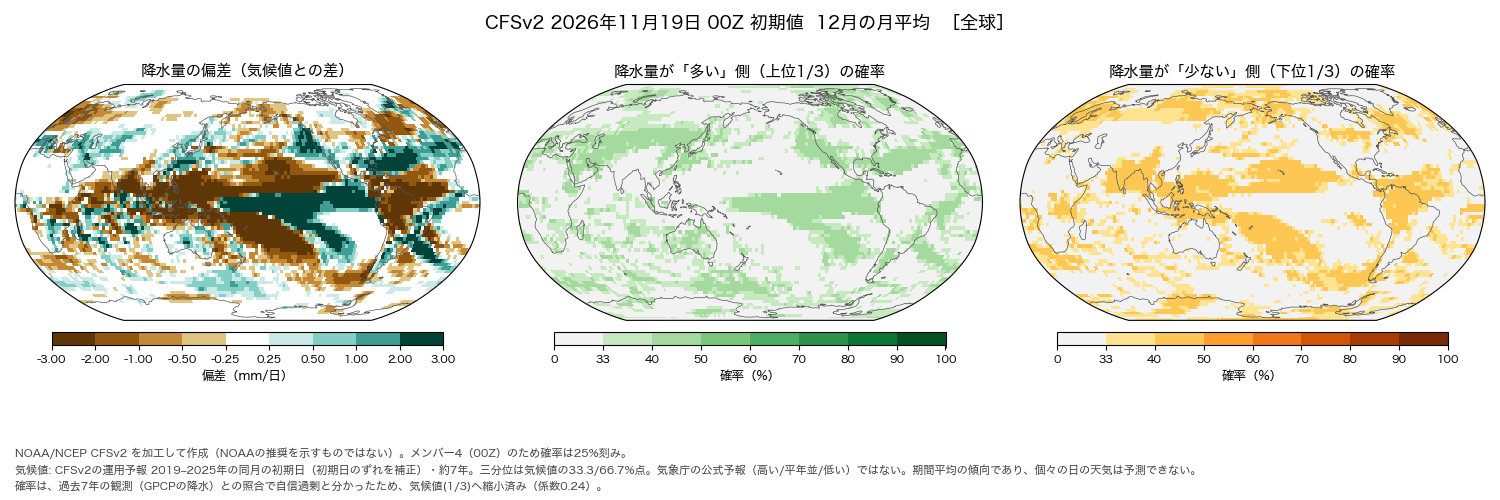 CFSv2 2026年11月19日 00Z 初期値 12月の月平均 ［全球］
降水量の偏差（気候値との差）
降水量が「多い」側（上位1/3）の確率
降水量が「少ない」側（下位1/3）の確率
-3.00 -2.00 -1.00 -0.50 -0.25 0.25 0.50 1.00 2.00 3.00
偏差（mm/日）
0 33 40 50 60 70 80 90 100
確率（%）
0 33 40 50 60 70 80 90 100
確率（%）
NOAA/NCEP CFSv2 を加工して作成（NOAAの推奨を示すものではない）。メンバー4（00Z）のため確率は25%刻み。
気候値: CFSv2の運用予報 2019–2025年の同月の初期日（初期日のずれを補正）・約7年。三分位は気候値の33.3/66.7%点。気象庁の公式予報（高い/平年並/低い）ではない。期間平均の傾向であり、個々の日の天気は予測できない。
確率は、過去7年の観測（GPCPの降水）との照合で自信過剰と分かったため、気候値(1/3)へ縮小済み（係数0.24）。